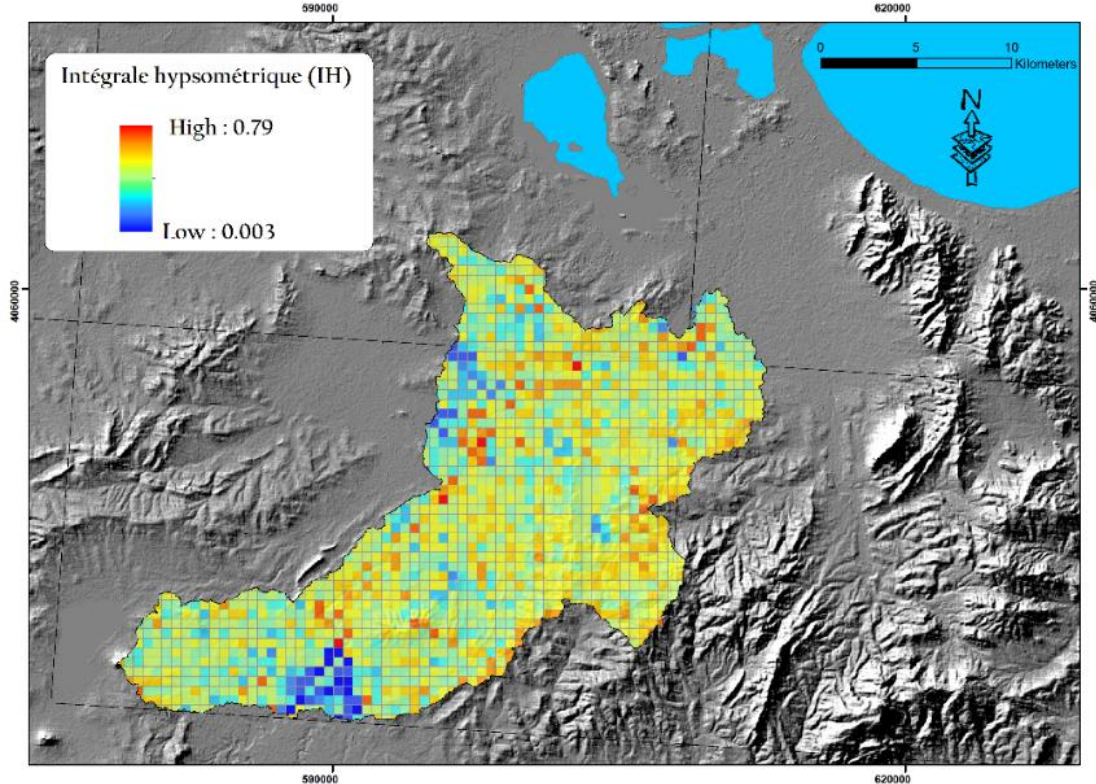 590000
620000
Intégrale hypsométrique (IH)
High : 0.79
Low : 0.003
0
5
10
Kilometers
N
4060000
4060000
590000
620000